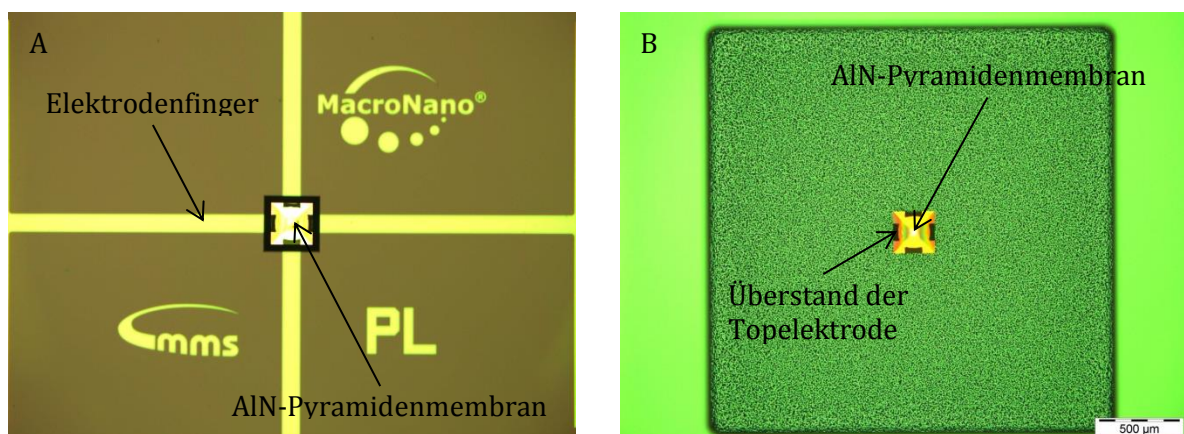 A
Elektrodenfinger
MacroNano®
mms
PL
AlN-Pyramidenmembran
B
AlN-Pyramidenmembran
Überstand der
Topelektrode
500 µm